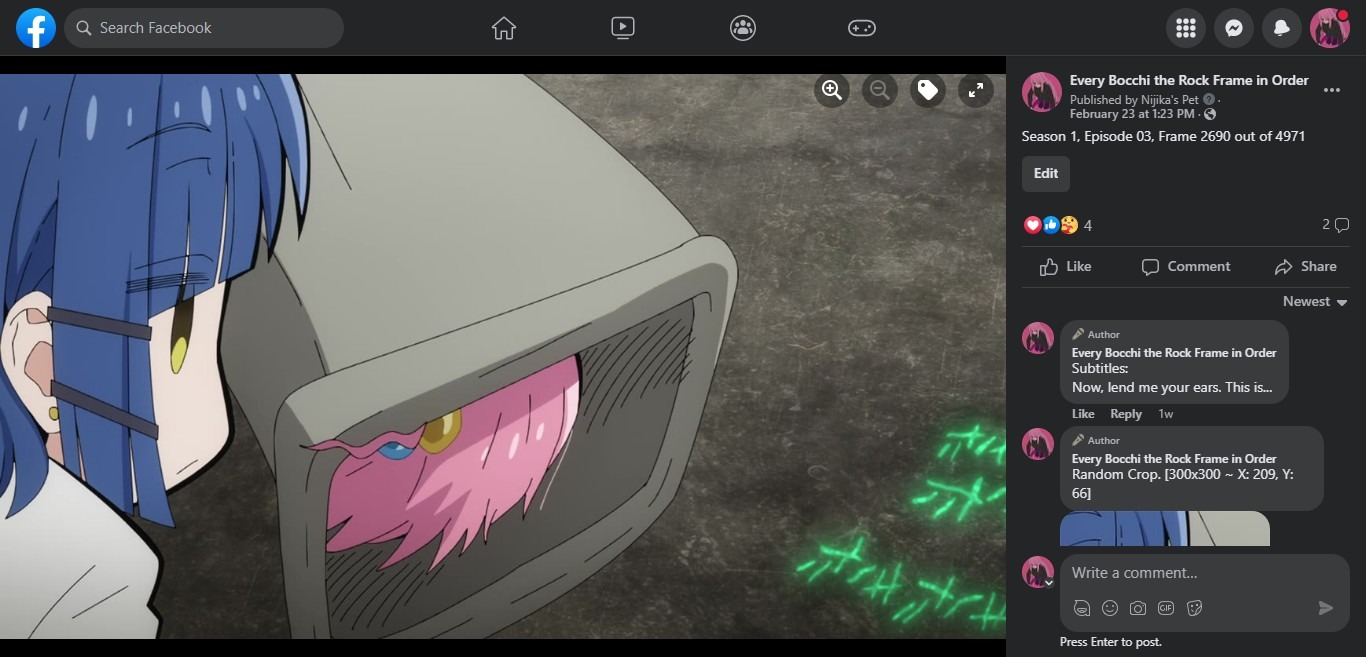 Search Facebook
Every Bocchi the Rock Frame in Order
Published by Nijika's Pet
February 23 at 1:23 PM ·
Season 1, Episode 03, Frame 2690 out of 4971
Edit
4
2
Like
Comment
Share
Newest
Author
Every Bocchi the Rock Frame in Order
Subtitles:
Now, lend me your ears. This is...
Like Reply 1w
Author
Every Bocchi the Rock Frame in Order
Random Crop. [300x300 ~ X: 209, Y:
66]
Write a comment...
GIF
Press Enter to post.